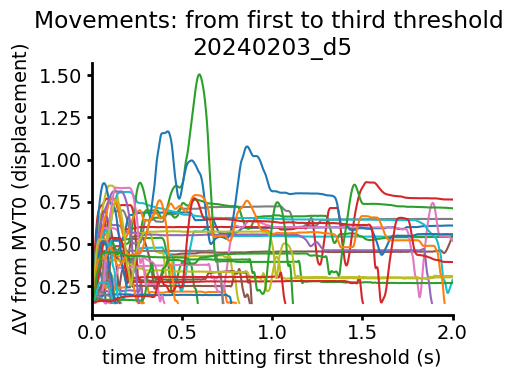 Movements: from first to third threshold
20240203_d5
ΔV from MVT0 (displacement)
1.50
1.25
1.00
0.75
0.50
0.25
0.0
0.5
1.0
1.5
2.0
time from hitting first threshold (s)